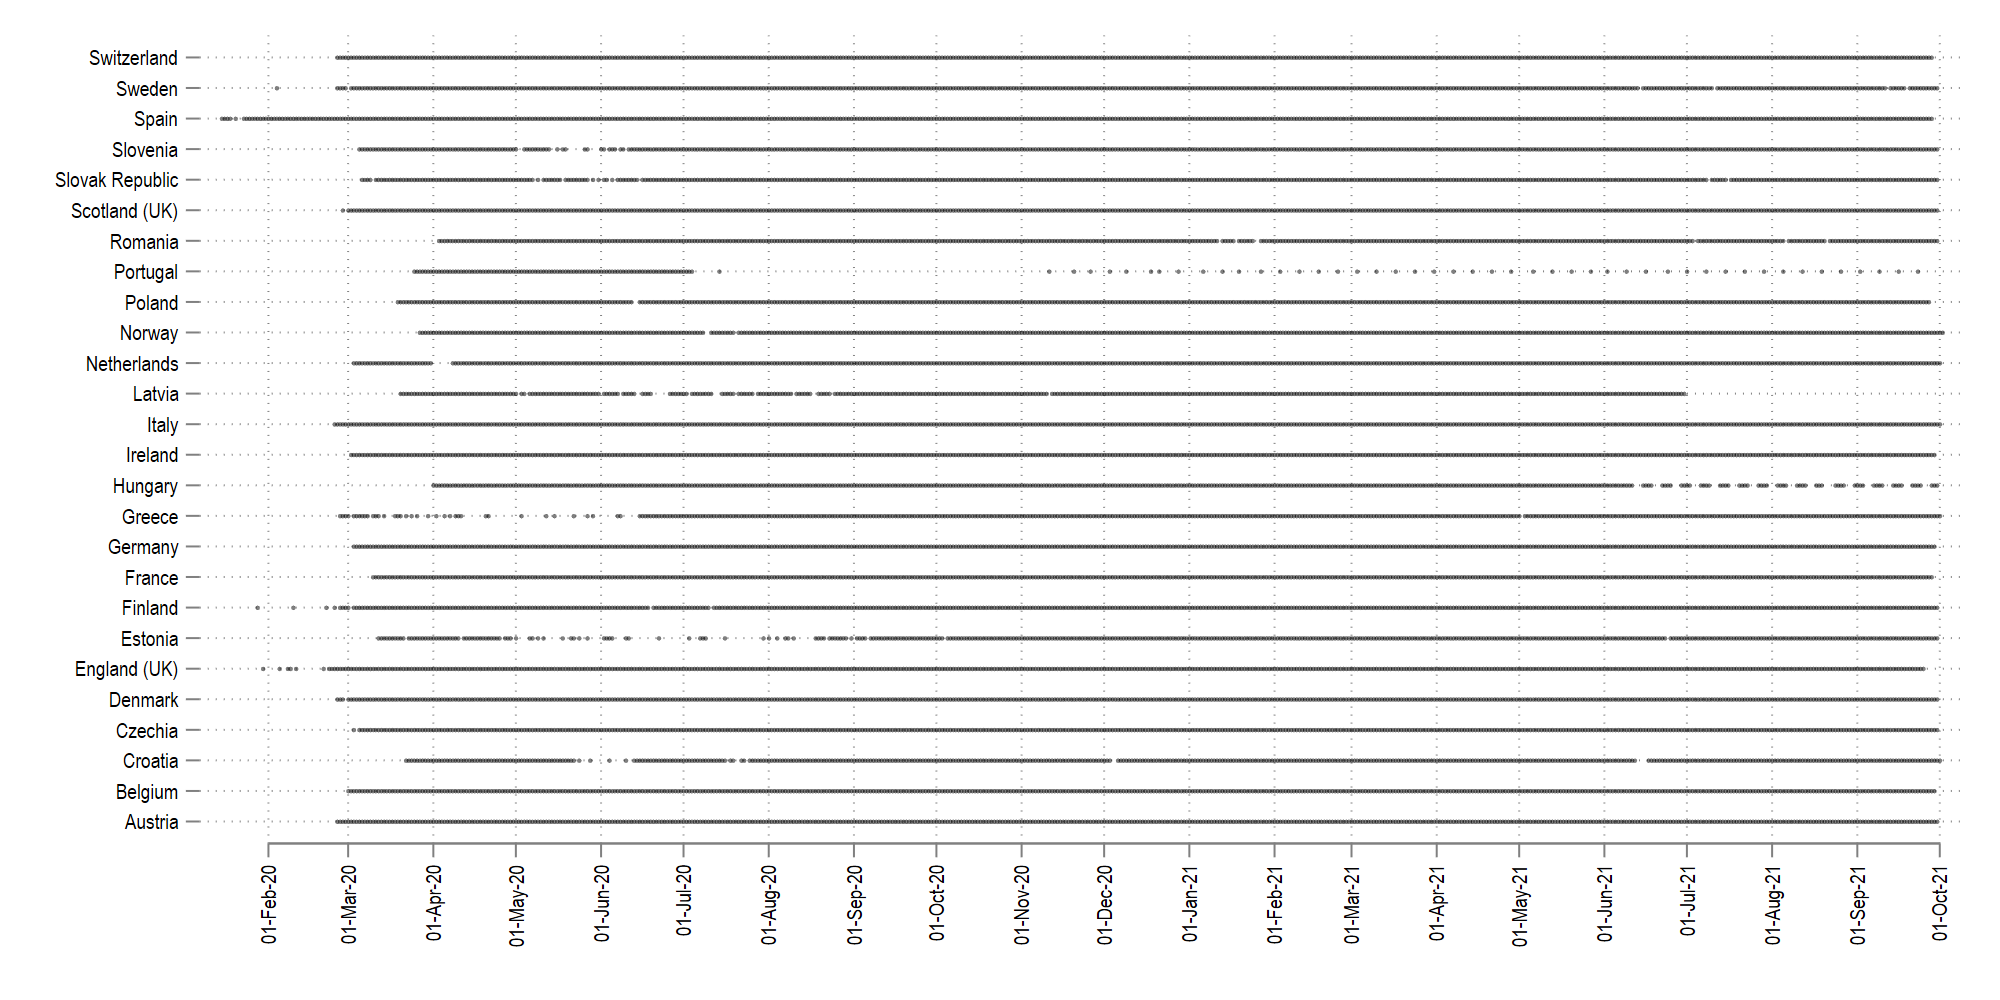 Switzerland
Sweden
Spain
Slovenia
Slovak Republic
Scotland (UK)
Romania
Portugal
Poland
Norway
Netherlands
Latvia
Italy
Ireland
Hungary
Greece
Germany
France
Finland
Estonia
England (UK)
Denmark
Czechia
Croatia
Belgium
Austria
01-Feb-20
01-Mar-20
01-Apr-20
01-May-20
01-Jun-20
01-Jul-20
01-Aug-20
01-Sep-20
01-Oct-20
01-Nov-20
01-Dec-20
01-Jan-21
01-Feb-21
01-Mar-21
01-Apr-21
01-May-21
01-Jun-21
01-Jul-21
01-Aug-21
01-Sep-21
01-Oct-21